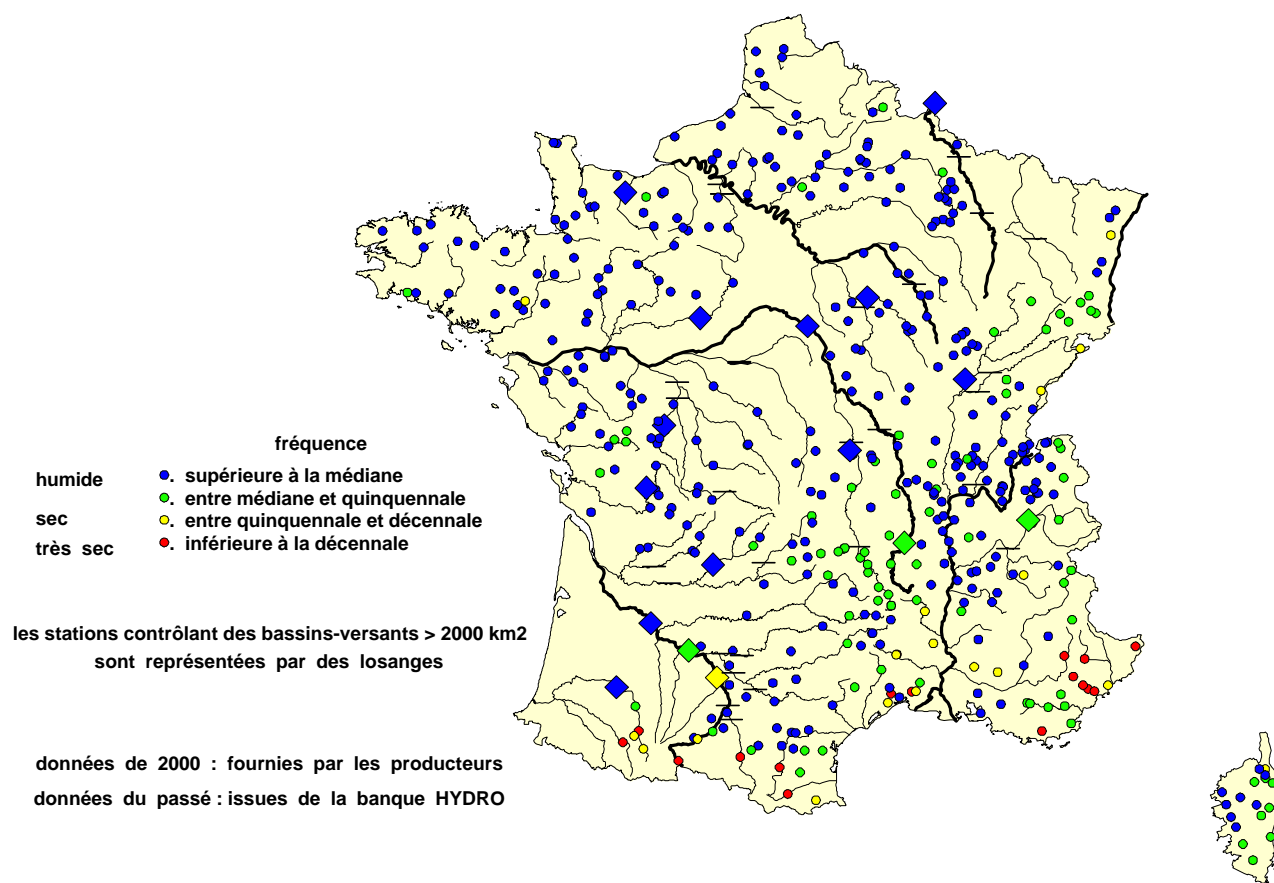 fréquence
humide . supérieure à la médiane
. entre médiane et quinquennale
sec . entre quinquennale et décennale
très sec . inférieure à la décennale
les stations contrôlant des bassins-versants > 2000 km2
sont représentées par des losanges
données de 2000 : fournies par les producteurs
données du passé : issues de la banque HYDRO